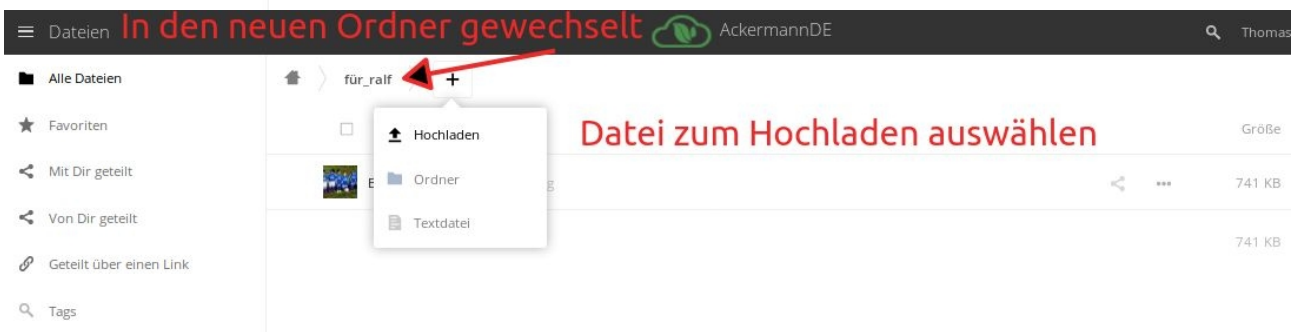 Dateien In den neuen Ordner gewechselt AckermannDE Thomas
Alle Dateien für_ralf +
Favoriten Hochladen Datei zum Hochladen auswählen Größe
Mit Dir geteilt Ordner 741 KB
Von Dir geteilt Textdatei
741 KB
Geteilt über einen Link
Tags